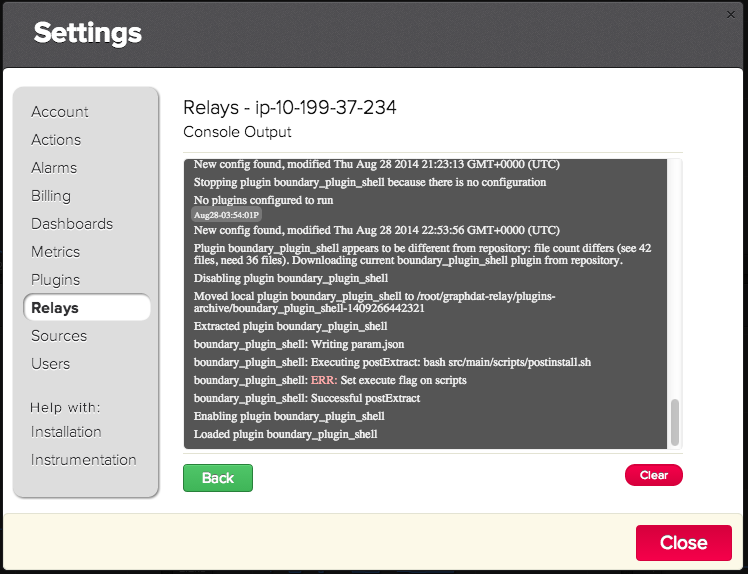 Settings
×
Account
Actions
Alarms
Billing
Dashboards
Metrics
Plugins
Relays
Sources
Users
Help with:
Installation
Instrumentation
Relays - ip-10-199-37-234
Console Output
New config found, modified Thu Aug 28 2014 21:23:13 GMT+0000 (UTC)
Stopping plugin boundary_plugin_shell because there is no configuration
No plugins configured to run
Aug28-03:54:01P
New config found, modified Thu Aug 28 2014 22:53:56 GMT+0000 (UTC)
Plugin boundary_plugin_shell appears to be different from repository: file count differs (see 42
files, need 36 files). Downloading current boundary_plugin_shell plugin from repository.
Disabling plugin boundary_plugin_shell
Moved local plugin boundary_plugin_shell to /root/graphdat-relay/plugins-
archive/boundary_plugin_shell-1409266442321
Extracted plugin boundary_plugin_shell
boundary_plugin_shell: Writing param.json
boundary_plugin_shell: Executing postExtract: bash src/main/scripts/postinstall.sh
boundary_plugin_shell: ERR: Set execute flag on scripts
boundary_plugin_shell: Successful postExtract
Enabling plugin boundary_plugin_shell
Loaded plugin boundary_plugin_shell
Back
Clear
Close